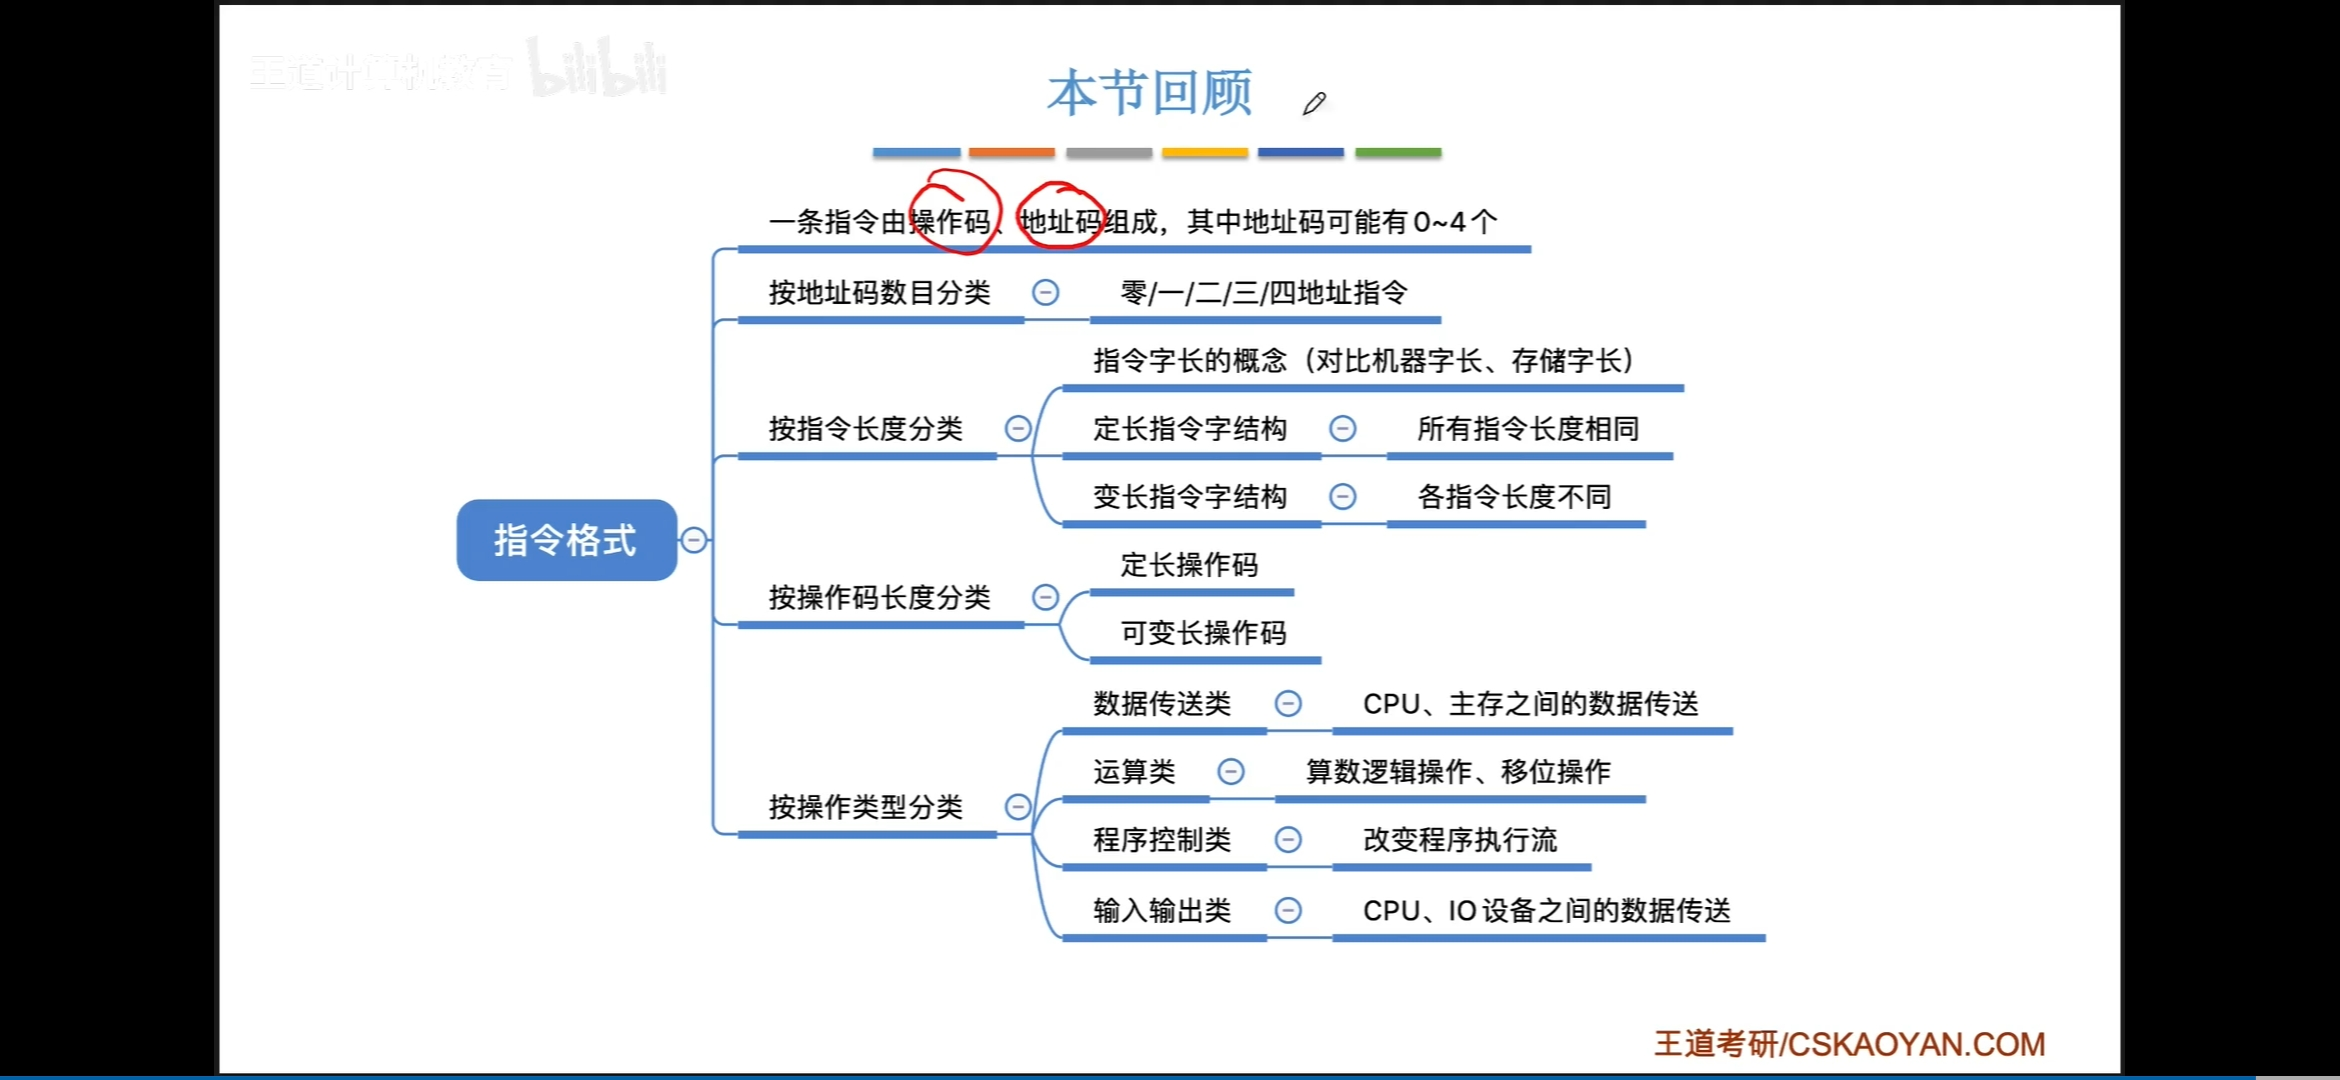 王道计算机教育 bilibili
本节回顾
一条指令由操作码、地址码组成，其中地址码可能有0~4个
按地址码数目分类
零/一/二/三/四地址指令
按指令长度分类
指令字长的概念（对比机器字长、存储字长）
定长指令字结构
所有指令长度相同
变长指令字结构
各指令长度不同
指令格式
按操作码长度分类
定长操作码
可变长操作码
按操作类型分类
数据传送类
CPU、主存之间的数据传送
运算类
算数逻辑操作、移位操作
程序控制类
改变程序执行流
输入输出类
CPU、IO设备之间的数据传送
王道考研/CSKAOYAN.COM